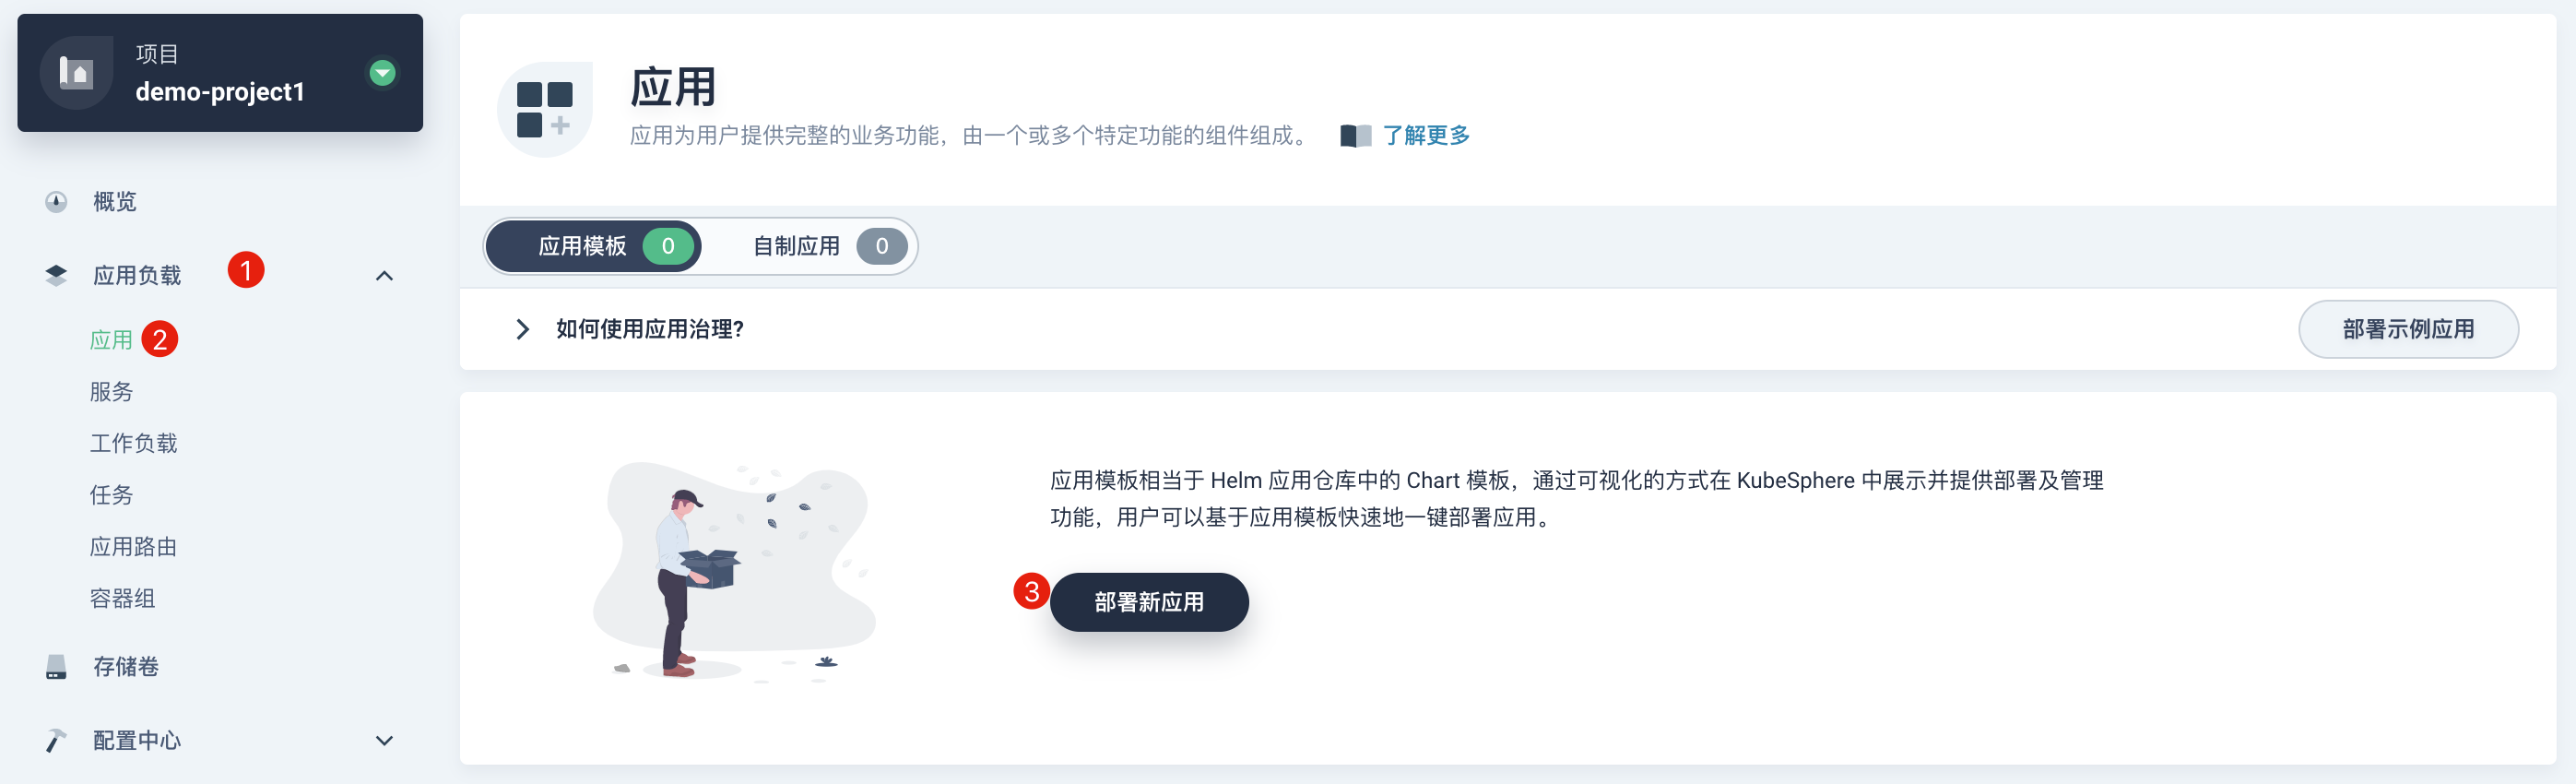 项目
demo-project1
概览
应用负载 1
应用 2
服务
工作负载
任务
应用路由
容器组
存储卷
配置中心
应用
应用为用户提供完整的业务功能，由一个或多个特定功能的组件组成。 了解更多
应用模板 0 自制应用 0
如何使用应用治理? 部署示例应用
应用模板相当于 Helm 应用仓库中的 Chart 模板，通过可视化的方式在 KubeSphere 中展示并提供部署及管理
功能，用户可以基于应用模板快速地一键部署应用。
3 部署新应用